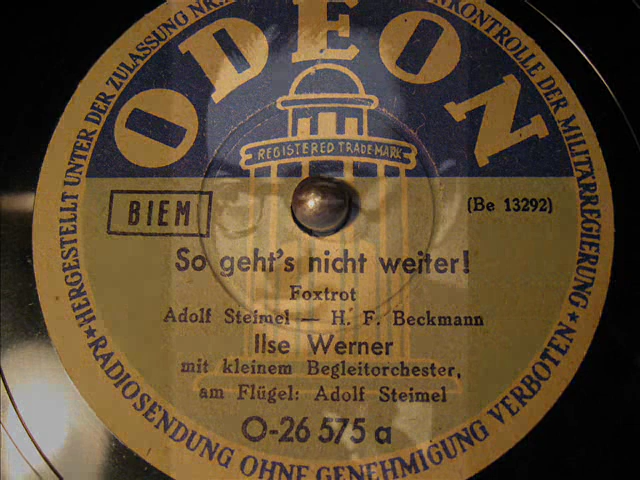 ODEON
REGISTERED TRADE-MARK
BIEM
(Be 13292)
So geht's nicht weiter!
Foxtrot
Adolf Steimel — H. F. Beckmann
Ilse Werner
mit kleinem Begleitorchester,
am Flügel: Adolf Steimel
O-26 575 a
HERGESTELLT UNTER DER ZULASSUNG NR.
KONTROLLE DER MILITÄRREGIERUNG
RADIOSENDUNG OHNE GENEHMIGUNG VERBOTEN